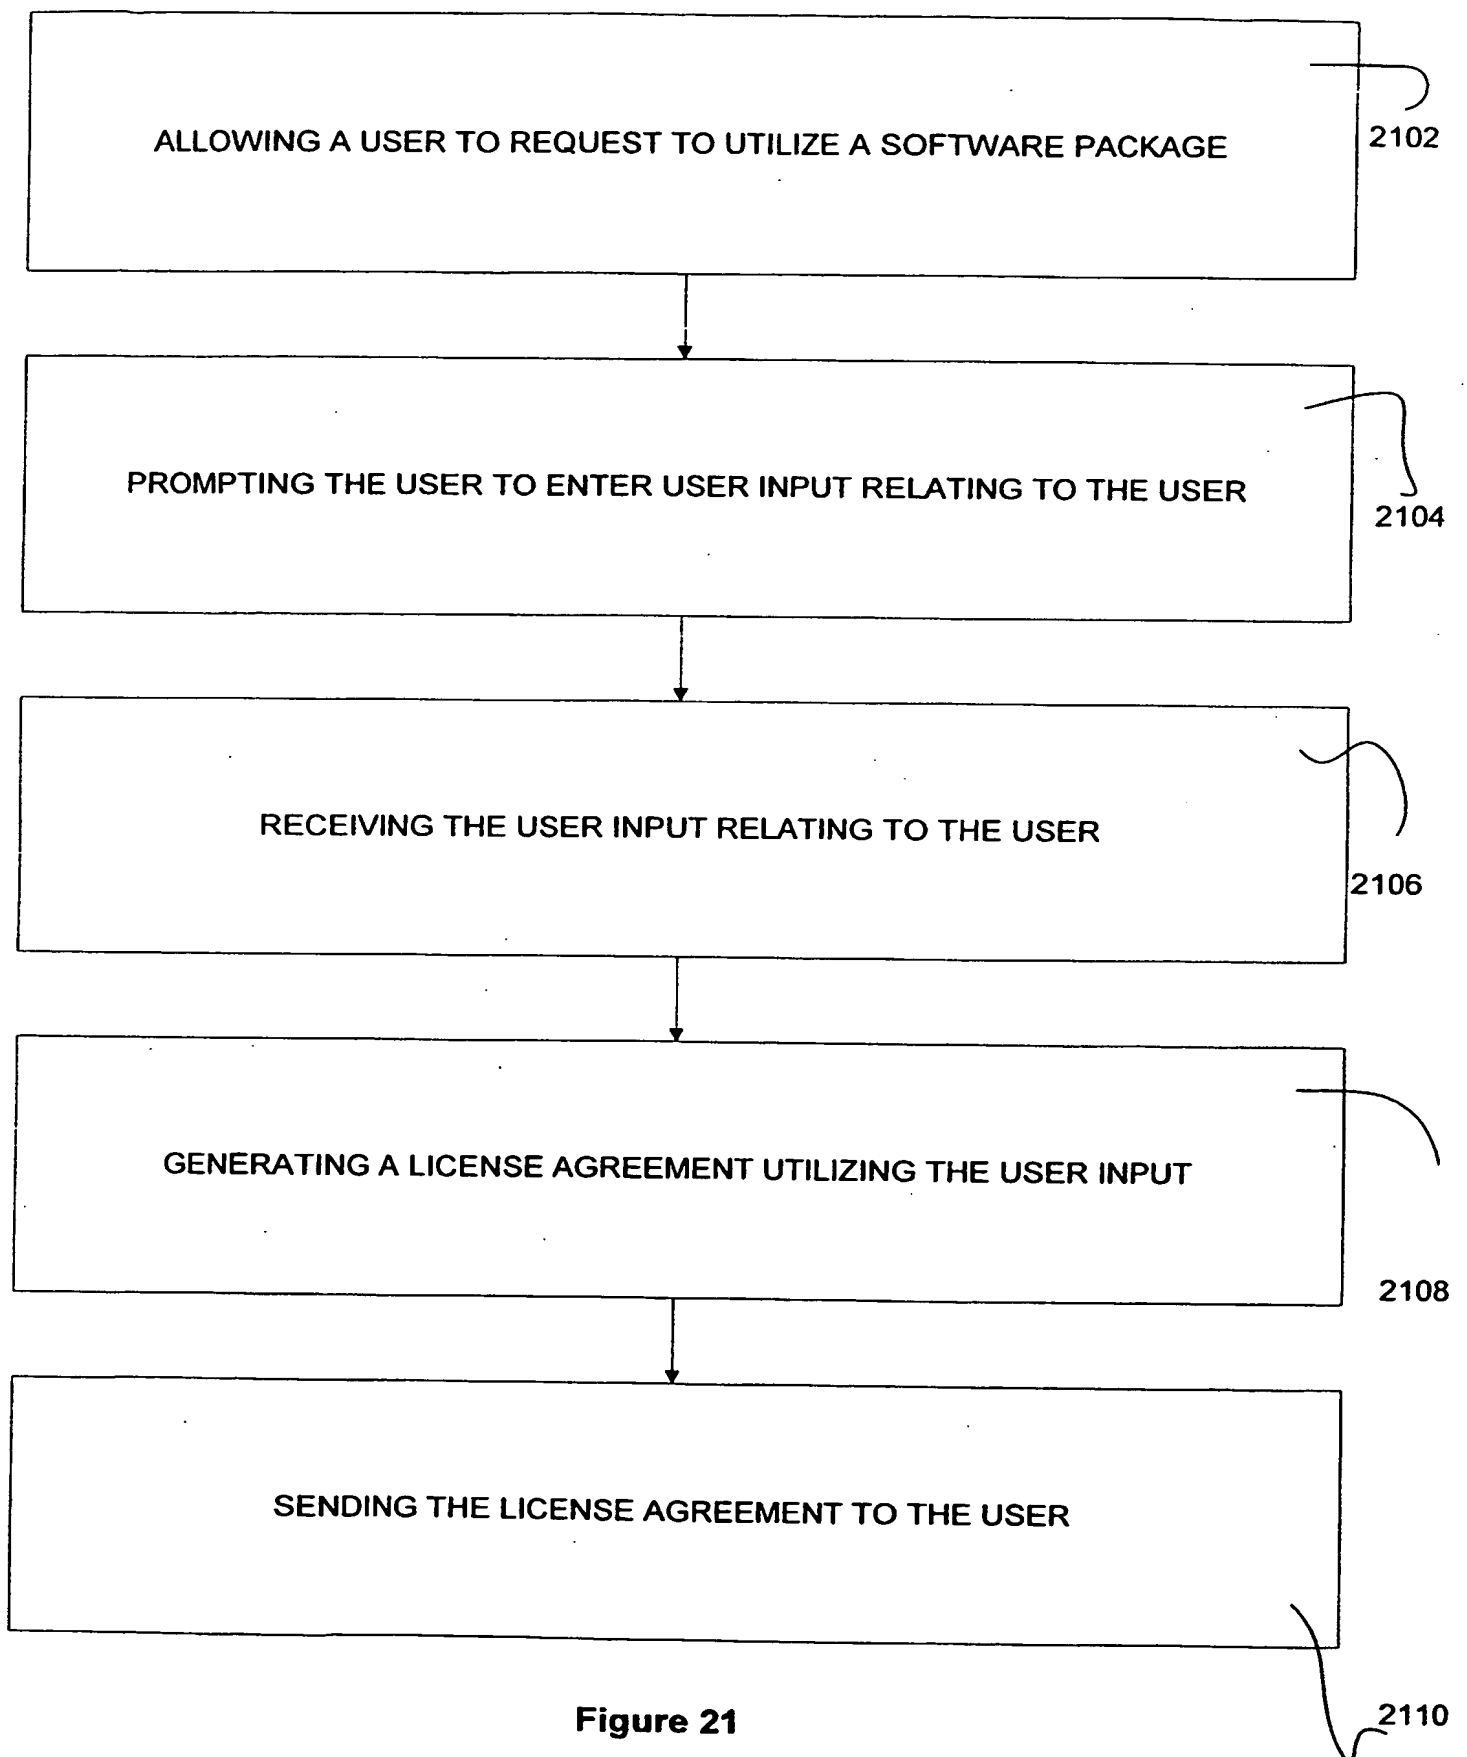 ALLOWING A USER TO REQUEST TO UTILIZE A SOFTWARE PACKAGE
2102
PROMPTING THE USER TO ENTER USER INPUT RELATING TO THE USER
2104
RECEIVING THE USER INPUT RELATING TO THE USER
2106
GENERATING A LICENSE AGREEMENT UTILIZING THE USER INPUT
2108
SENDING THE LICENSE AGREEMENT TO THE USER
2110
Figure 21